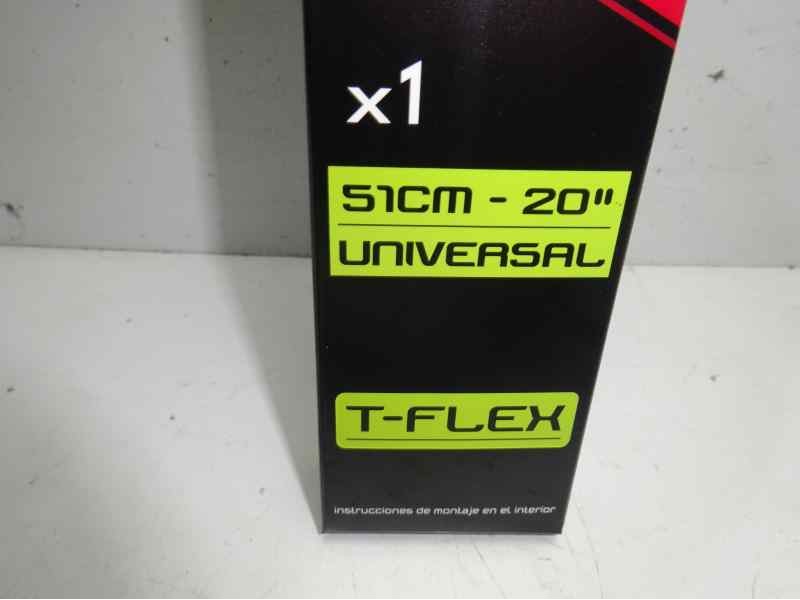 x1
51CM - 20"
UNIVERSAL
T-FLEX
instrucciones de montaje en el interior